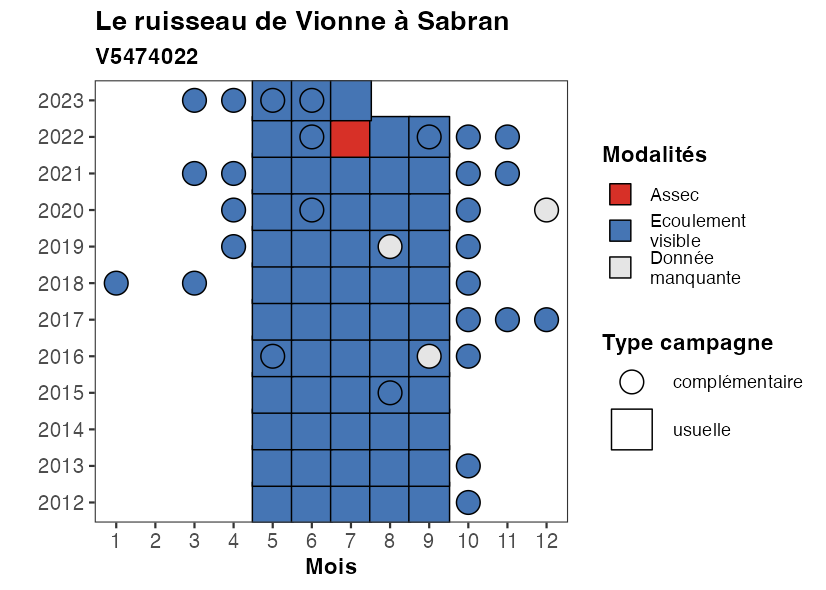 Le ruisseau de Vionne à Sabran
V5474022
2023
2022
2021
2020
2019
2018
2017
2016
2015
2014
2013
2012
1 2 3 4 5 6 7 8 9 10 11 12
Mois
Modalités
Assec
Ecoulement
visible
Donnée
manquante
Type campagne
complémentaire
usuelle